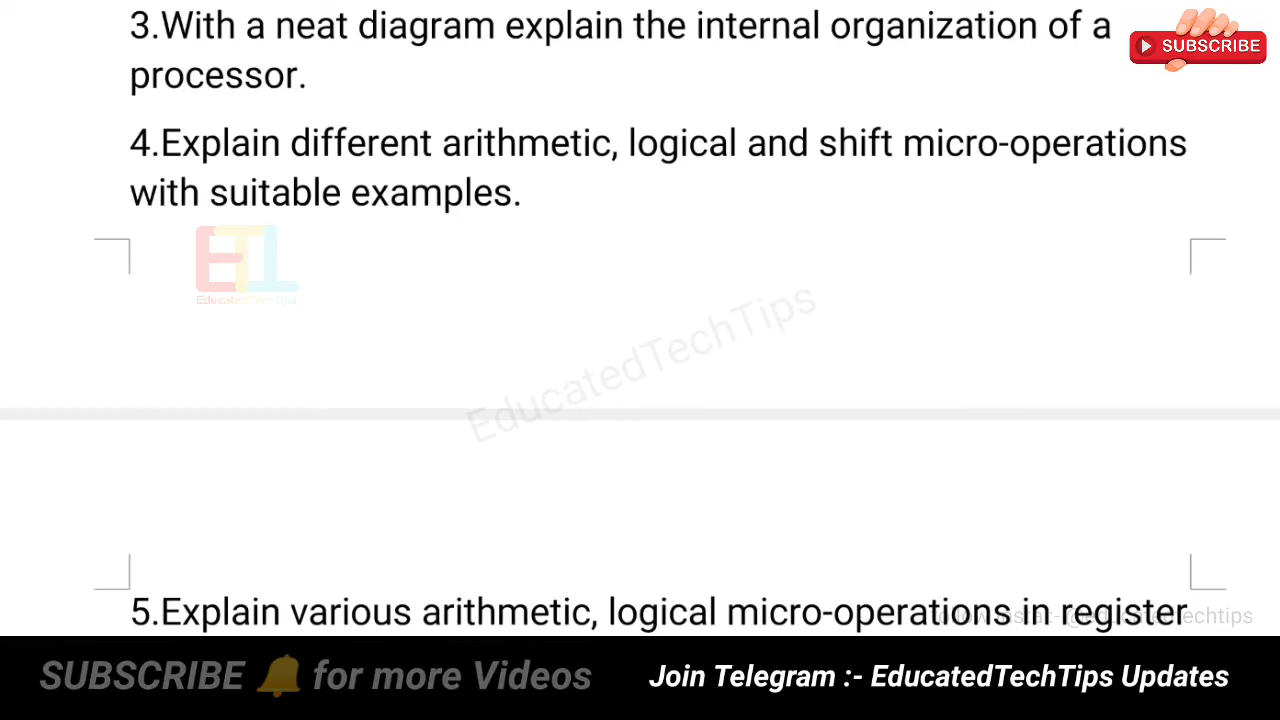 3.With a neat diagram explain the internal organization of a
SUBSCRIBE
processor.
4.Explain different arithmetic, logical and shift micro-operations
with suitable examples.
EducatedTechTips
EducatedTechTips
5.Explain various arithmetic, logical micro-operations in register
SUBSCRIBE for more Videos
Join Telegram :- EducatedTechTips Updates